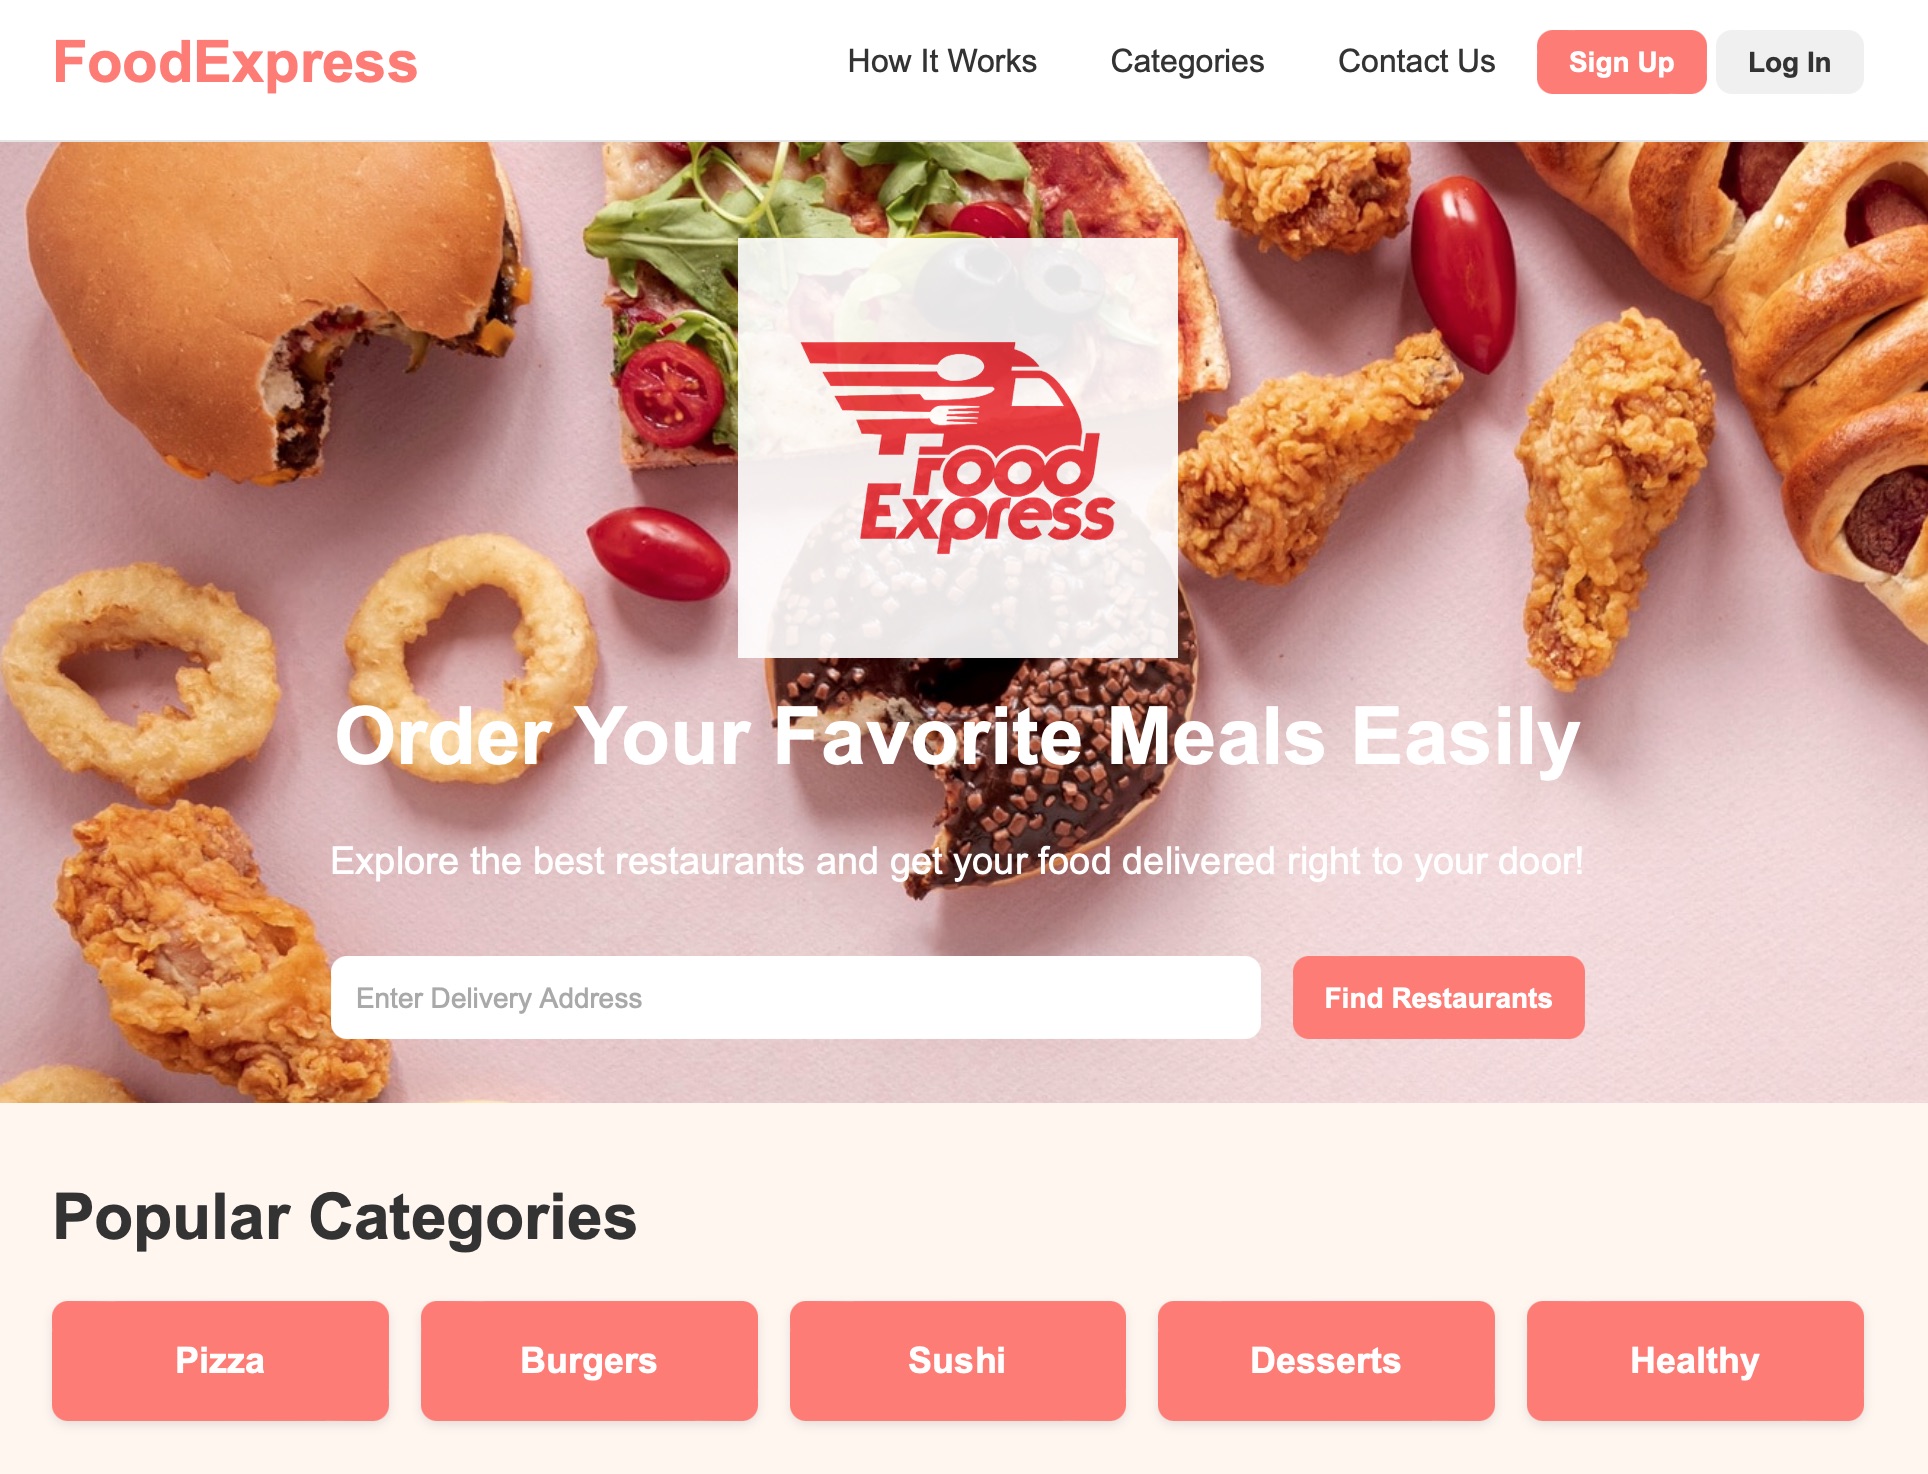 FoodExpress
How It Works
Categories
Contact Us
Sign Up
Log In
Food
Express
Order Your Favorite Meals Easily
Explore the best restaurants and get your food delivered right to your door!
Enter Delivery Address
Find Restaurants
Popular Categories
Pizza
Burgers
Sushi
Desserts
Healthy